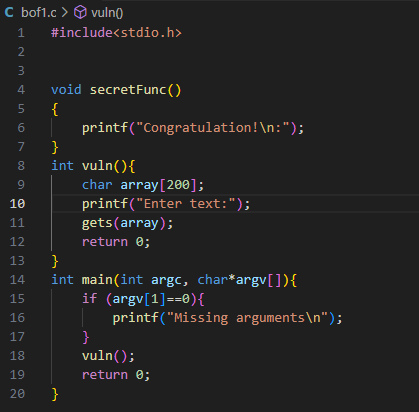 C bof1.c > vuln()
1 #include<stdio.h>
2
3
4 void secretFunc()
5 {
6     printf("Congratulation!\n:");
7 }
8 int vuln(){
9     char array[200];
10     printf("Enter text:");
11     gets(array);
12     return 0;
13 }
14 int main(int argc, char*argv[]){
15     if (argv[1]==0){
16         printf("Missing arguments\n");
17     }
18     vuln();
19     return 0;
20 }